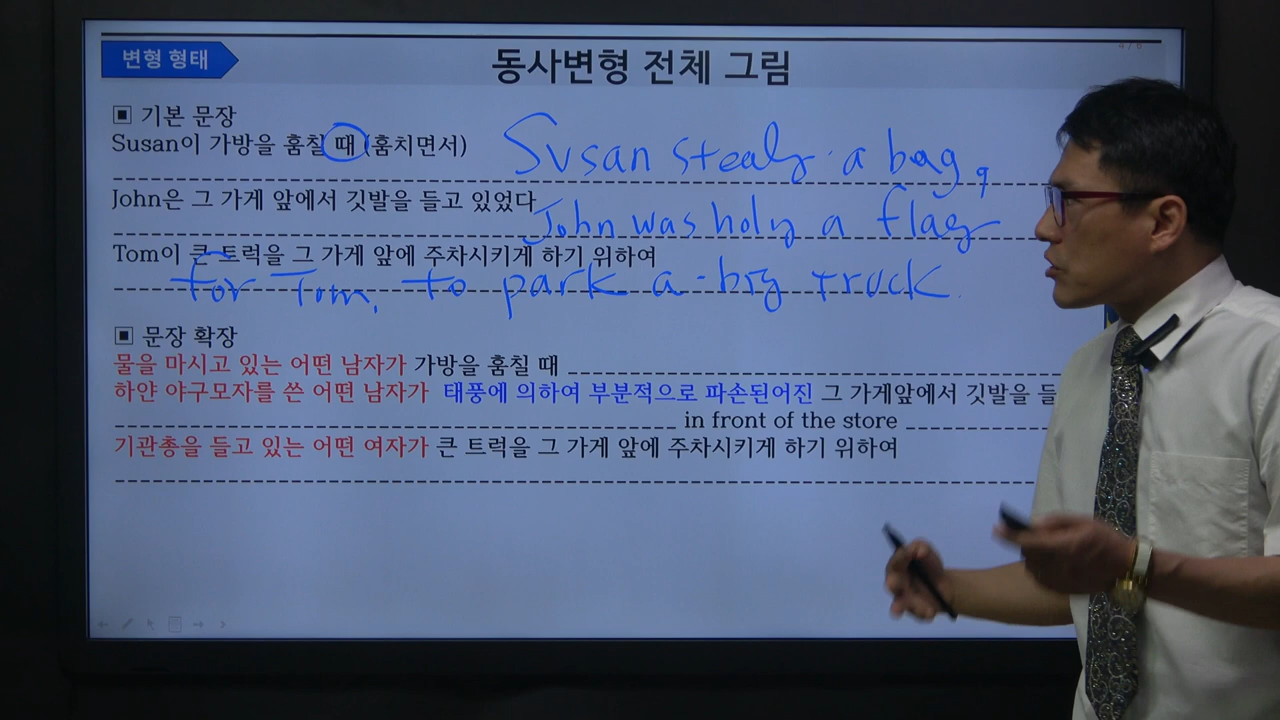 변형 형태
동사변형 전체 그림
4 / 6
▣ 기본 문장
Susan이 가방을 훔칠 때 (훔치면서)
Susan stealg a bag,
John은 그 가게 앞에서 깃발을 들고 있었다
John was holg a flag
Tom이 큰 트럭을 그 가게 앞에 주차시키게 하기 위하여
for Tom, to park a big truck.
▣ 문장 확장
물을 마시고 있는 어떤 남자가 가방을 훔칠 때
하얀 야구모자를 쓴 어떤 남자가 태풍에 의하여 부분적으로 파손된어진 그 가게앞에서 깃발을 들
in front of the store
기관총을 들고 있는 어떤 여자가 큰 트럭을 그 가게 앞에 주차시키게 하기 위하여